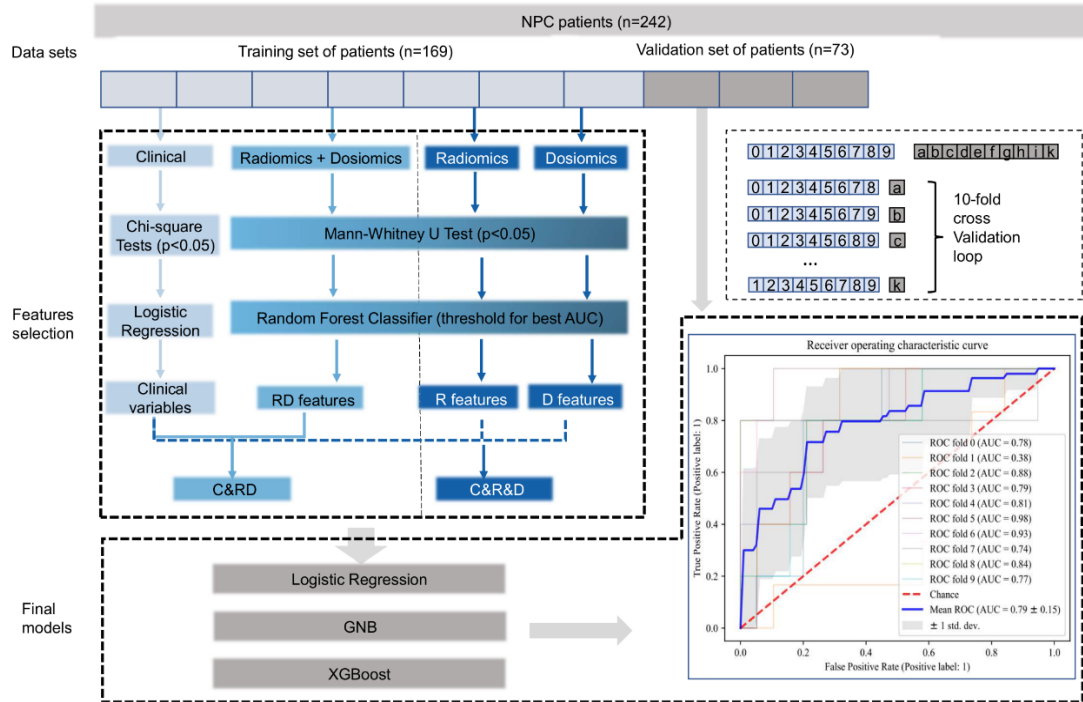 NPC patients (n=242)
Data sets
Training set of patients (n=169)
Validation set of patients (n=73)
Clinical
Radiomics + Dosiomics
Radiomics
Dosiomics
Chi-square
Tests (p<0.05)
Mann-Whitney U Test (p<0.05)
Features
selection
Logistic
Regression
Random Forest Classifier (threshold for best AUC)
Clinical
variables
RD features
R features
D features
C&RD
C&R&D
0 1 2 3 4 5 6 7 8 9
a b c d e f g h i k
0 1 2 3 4 5 6 7 8
a
0 1 2 3 4 5 6 7 9
b
0 1 2 3 4 5 6 8 9
c
...
1 2 3 4 5 6 7 8 9
k
10-fold
cross
Validation
loop
Final
models
Logistic Regression
GNB
XGBoost
Receiver operating characteristic curve
True Positive Rate (Positive label: 1)
1.0
0.8
0.6
0.4
0.2
0.0
ROC fold 0 (AUC = 0.78)
ROC fold 1 (AUC = 0.38)
ROC fold 2 (AUC = 0.88)
ROC fold 3 (AUC = 0.79)
ROC fold 4 (AUC = 0.81)
ROC fold 5 (AUC = 0.98)
ROC fold 6 (AUC = 0.93)
ROC fold 7 (AUC = 0.74)
ROC fold 8 (AUC = 0.84)
ROC fold 9 (AUC = 0.77)
Chance
Mean ROC (AUC = 0.79 ± 0.15)
± 1 std. dev.
0.0 0.2 0.4 0.6 0.8 1.0
False Positive Rate (Positive label: 1)